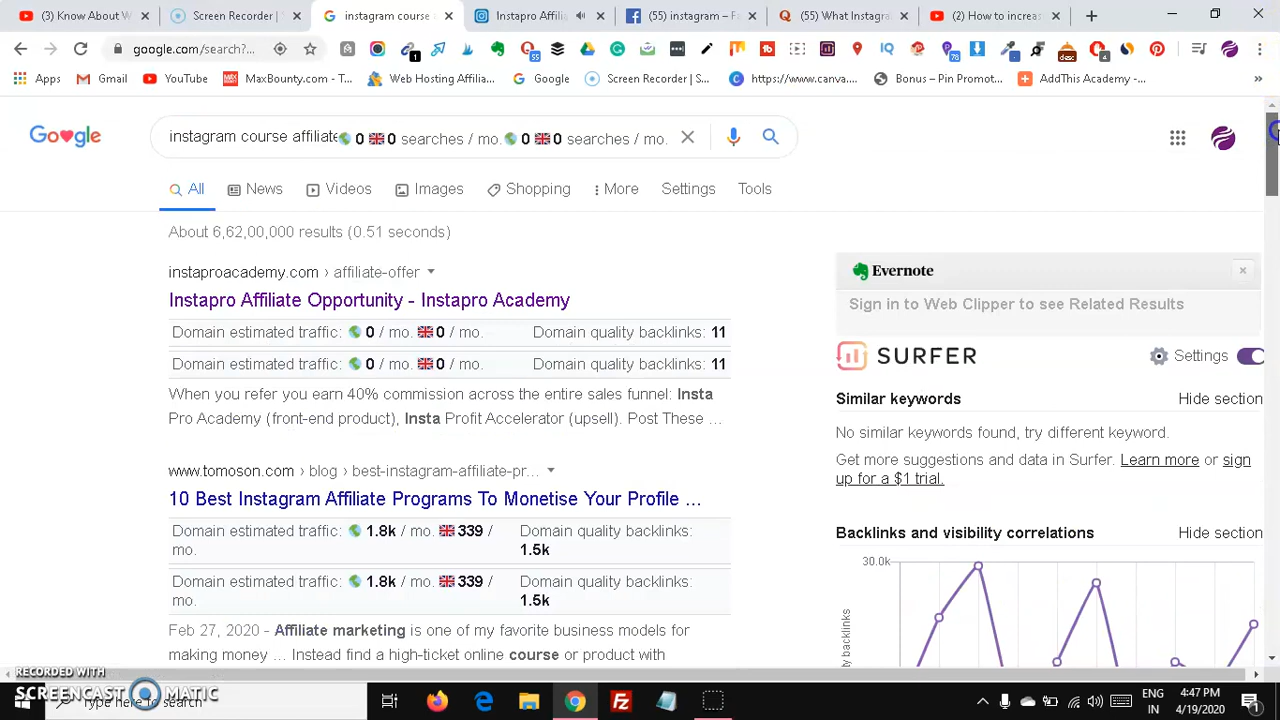 (3) Know About W
Screen Recorder |
instagram course
Instapro Affilia
(55) instagram – F
(55) What Instagr
(2) How to increas
google.com/search?...
1
55
78
desc
4
Apps
Gmail
YouTube
MaxBounty.com - T...
Web Hosting Affilia...
Google
Screen Recorder | S...
https://www.canva....
Bonus – Pin Promot...
AddThis Academy -...
»
Google
instagram course affiliate 0 0 searches / mo. 0 0 searches / mo.
All
News
Videos
Images
Shopping
More
Settings
Tools
About 6,62,00,000 results (0.51 seconds)
instaproacademy.com › affiliate-offer
Instapro Affiliate Opportunity - Instapro Academy
Domain estimated traffic: 0 / mo. 0 / mo. Domain quality backlinks: 11
Domain estimated traffic: 0 / mo. 0 / mo. Domain quality backlinks: 11
When you refer you earn 40% commission across the entire sales funnel: Insta
Pro Academy (front-end product), Insta Profit Accelerator (upsell). Post These ...
www.tomoson.com › blog › best-instagram-affiliate-pr...
10 Best Instagram Affiliate Programs To Monetise Your Profile ...
Domain estimated traffic: 1.8k / mo. 339 /
mo.
Domain quality backlinks:
1.5k
Domain estimated traffic: 1.8k / mo. 339 /
mo.
Domain quality backlinks:
1.5k
Feb 27, 2020 - Affiliate marketing is one of my favorite business models for
making money ... Instead find a high-ticket online course or product with
Evernote
Sign in to Web Clipper to see Related Results
SURFER
Settings
Similar keywords
Hide section
No similar keywords found, try different keyword.
Get more suggestions and data in Surfer. Learn more or sign
up for a $1 trial.
Backlinks and visibility correlations
Hide section
30.0k
y backlinks
RECORDED WITH
SCREENCAST MATIC
Type here to search
ENG
IN
4:47 PM
4/19/2020
1